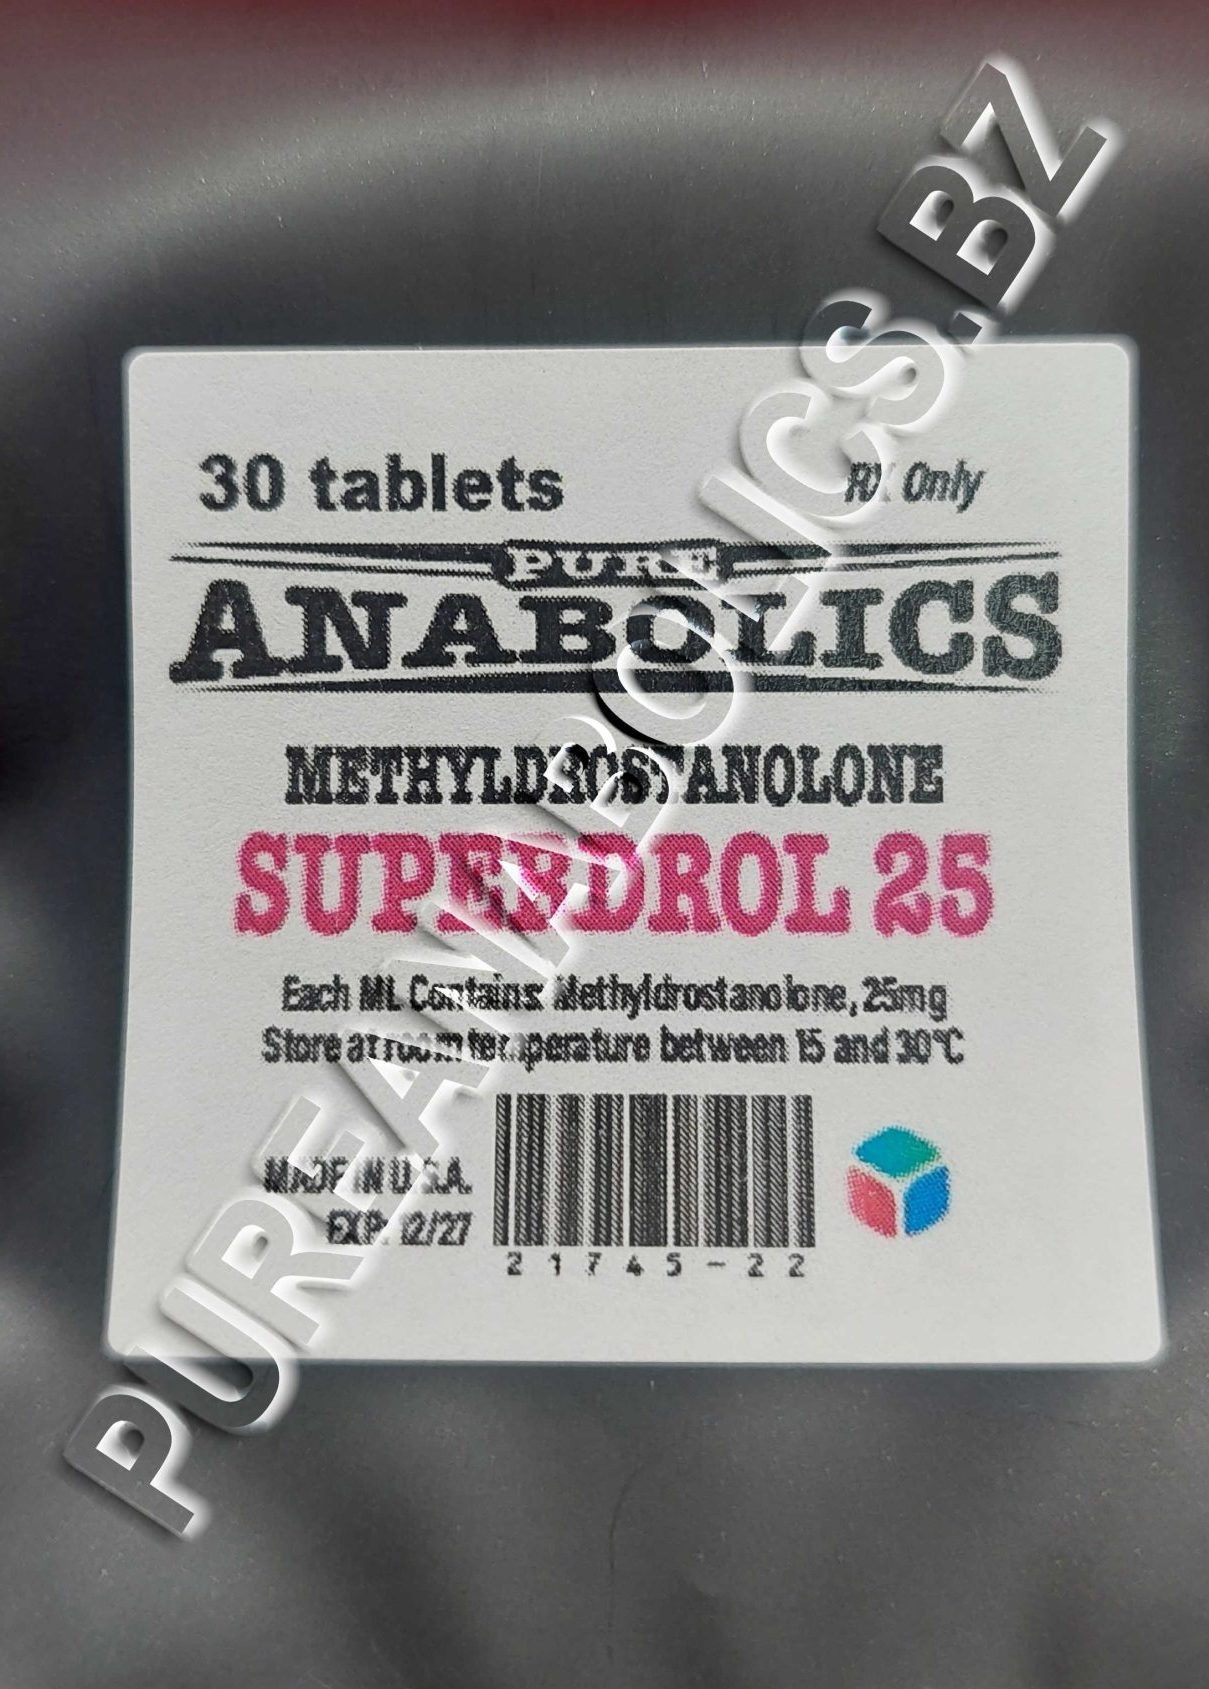 30 tablets RX Only
PURE
ANABOLICS
METHYLDROSTANOLONE
SUPERDROL 25
Each ML Contains: Methyldrostanolone, 25mg
Store at room temperature between 15 and 30°C
MADE IN U.S.A.
EXP: 12/27
21745-22
PUREANABOLICS.BZ